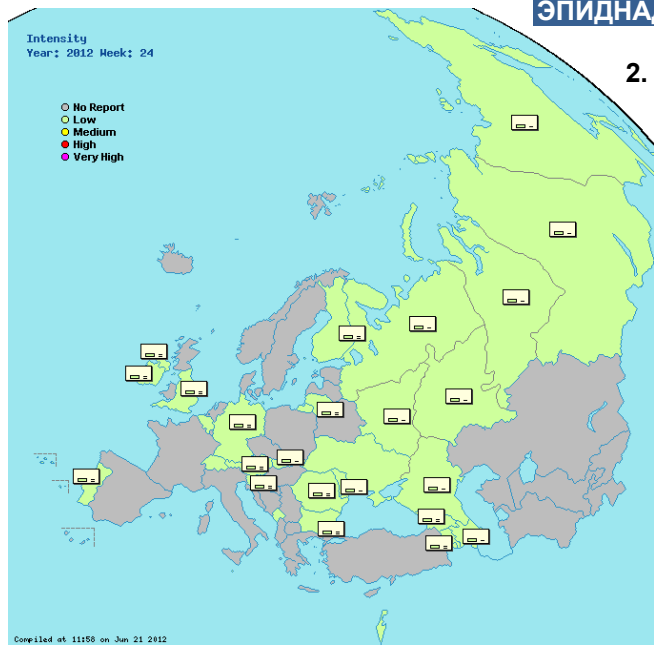 ЭПИДНАД
2.
Intensity
Year: 2012 Week: 24
No Report
Low
Medium
High
Very High
Compiled at 11:58 on Jun 21 2012